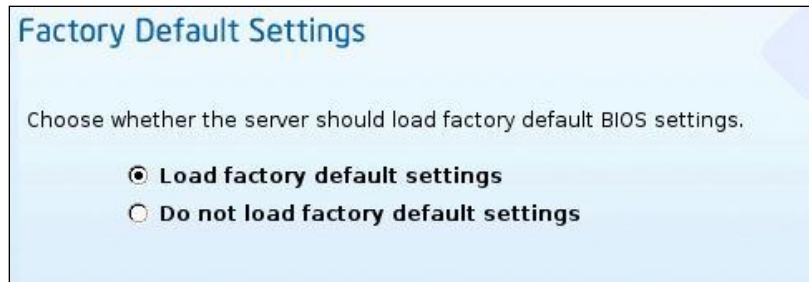 Factory Default Settings
Choose whether the server should load factory default BIOS settings.
Load factory default settings
Do not load factory default settings